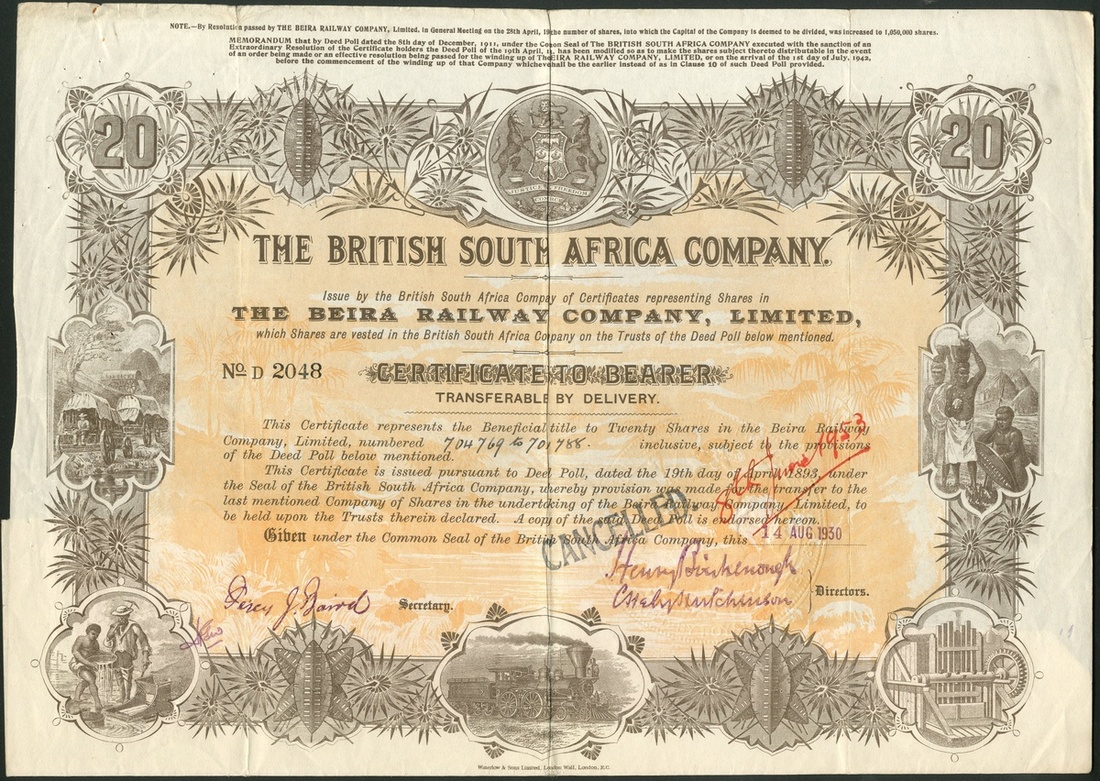 NOTE.—By Resolution passed by THE BEIRA RAILWAY COMPANY, Limited, in General Meeting on the 28th April, 19 the number of shares, into which the Capital of the Company is deemed to be divided, was increased to 1,050,000 shares.
MEMORANDUM that by Deed Poll dated the 8th day of December, 1911, under the Coon Seal of The BRITISH SOUTH AFRICA COMPANY executed with the sanction of an
Extraordinary Resolution of the Certificate holders the Deed Poll of the 19th April, has been modified so as to make the shares subject thereto distributable in the event
of an order being made or an effective resolution being passed for the winding up of ThEIRA RAILWAY COMPANY, LIMITED, or on the arrival of the 1st day of July, 1942,
before the commencement of the winding up of that Company whichevhall be the earlier instead of as in Clause 10 of such Deed Poll provided.
20
20
JUSTICE FREEDOM
COMMERCE
THE BRITISH SOUTH AFRICA COMPANY.
Issue by the British South Africa Compay of Certificates representing Shares in
THE BEIRA RAILWAY COMPANY, LIMITED,
which Shares are vested in the British South Africa Copany on the Trusts of the Deed Poll below mentioned.
No. D 2048
CERTIFICATE TO BEARER
TRANSFERABLE BY DELIVERY.
This Certificate represents the Beneficial title to Twenty Shares in the Beira Railway
Company, Limited, numbered 704769 to 701788. inclusive, subject to the provisions
of the Deed Poll below mentioned.
This Certificate is issued pursuant to Deed Poll, dated the 19th day of April, 1893, under
the Seal of the British South Africa Company, whereby provision was made for the transfer to the
last mentioned Company of Shares in the undertaking of the Beira Railway Company, Limited, to
be held upon the Trusts therein declared. A copy of the said Deed Poll is endorsed hereon.
Given under the Common Seal of the British South Africa Company, this 14 AUG 1930
CANCELLED
8th June 1953
Henry Birchenough
Directors.
Percy J. Baird Secretary.
Waterlow & Sons Limited, London Wall, London, E.C.